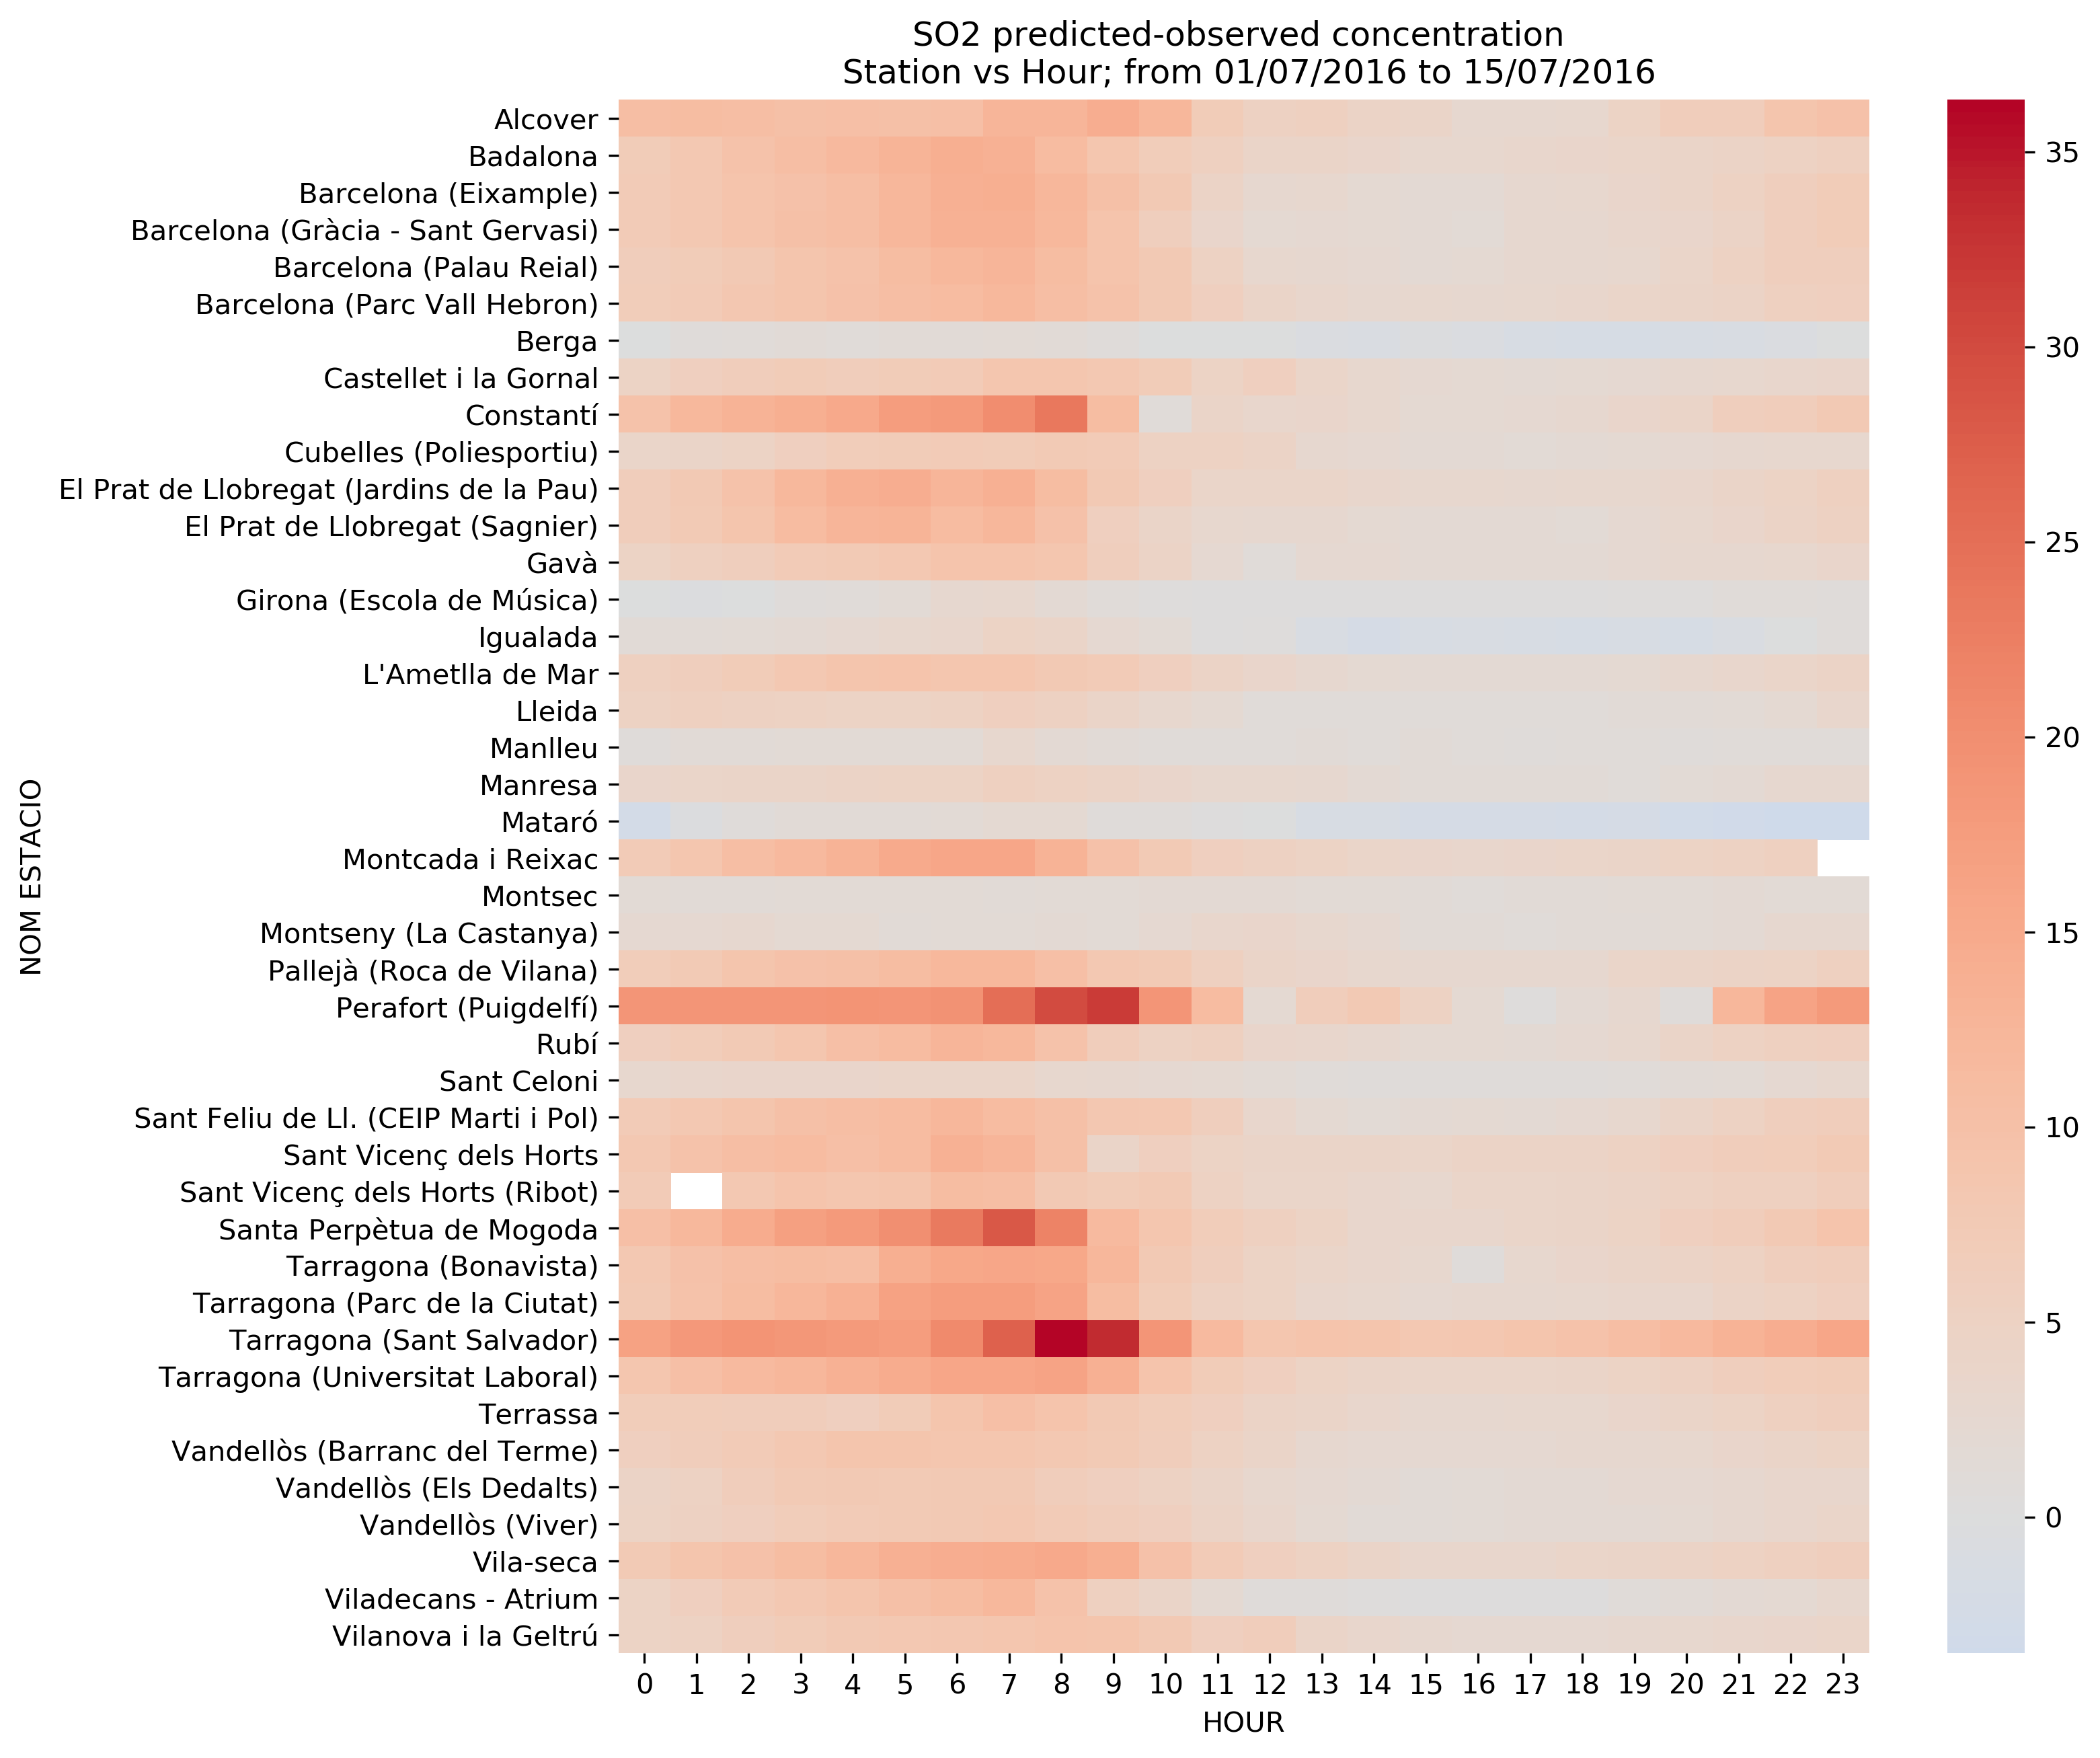 SO2 predicted-observed concentration
Station vs Hour; from 01/07/2016 to 15/07/2016
NOM ESTACIO
Alcover
Badalona
Barcelona (Eixample)
Barcelona (Gràcia - Sant Gervasi)
Barcelona (Palau Reial)
Barcelona (Parc Vall Hebron)
Berga
Castellet i la Gornal
Constantí
Cubelles (Poliesportiu)
El Prat de Llobregat (Jardins de la Pau)
El Prat de Llobregat (Sagnier)
Gavà
Girona (Escola de Música)
Igualada
L'Ametlla de Mar
Lleida
Manlleu
Manresa
Mataró
Montcada i Reixac
Montsec
Montseny (La Castanya)
Pallejà (Roca de Vilana)
Perafort (Puigdelfí)
Rubí
Sant Celoni
Sant Feliu de Ll. (CEIP Marti i Pol)
Sant Vicenç dels Horts
Sant Vicenç dels Horts (Ribot)
Santa Perpètua de Mogoda
Tarragona (Bonavista)
Tarragona (Parc de la Ciutat)
Tarragona (Sant Salvador)
Tarragona (Universitat Laboral)
Terrassa
Vandellòs (Barranc del Terme)
Vandellòs (Els Dedalts)
Vandellòs (Viver)
Vila-seca
Viladecans - Atrium
Vilanova i la Geltrú
0 1 2 3 4 5 6 7 8 9 10 11 12 13 14 15 16 17 18 19 20 21 22 23
HOUR
35
30
25
20
15
10
5
0